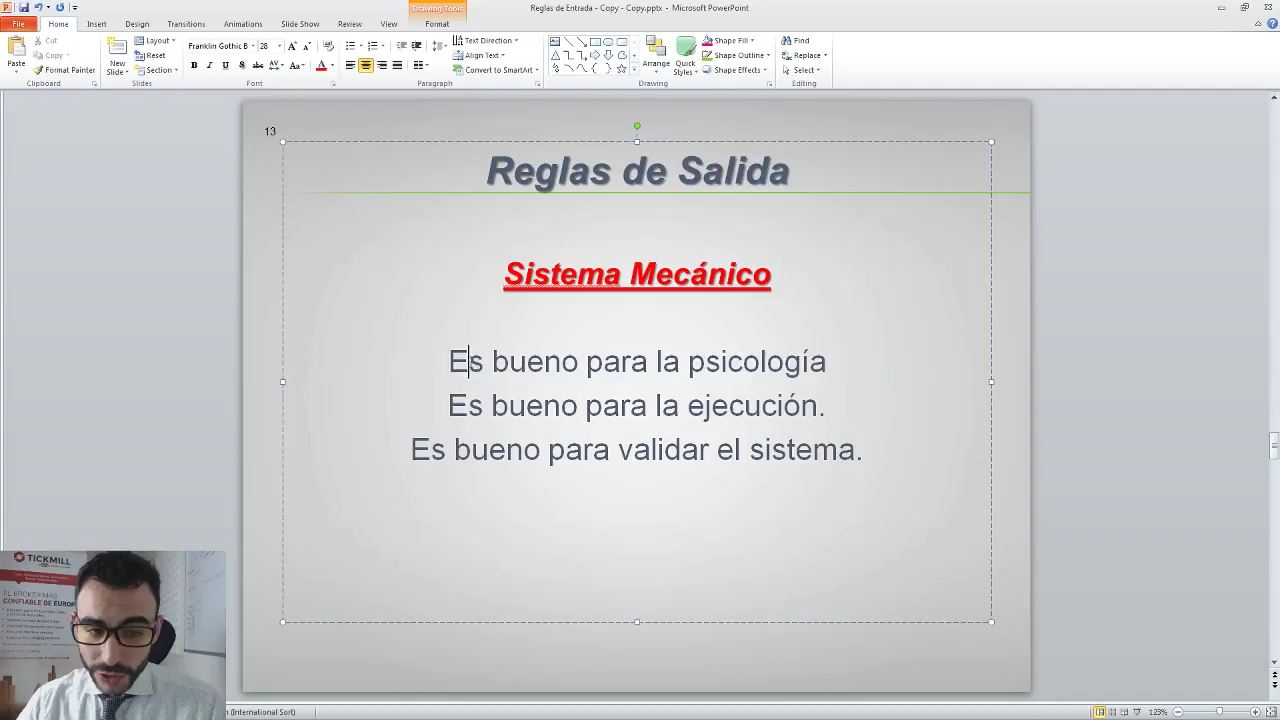 Reglas de Entrada - Copy - Copy.pptx - Microsoft PowerPoint
Drawing Tools
File Home Insert Design Transitions Animations Slide Show Review View Format
Paste
Cut
Copy
Format Painter
Clipboard
New Slide
Layout
Reset
Section
Slides
Franklin Gothic B 28
Font
Paragraph
Text Direction
Align Text
Convert to SmartArt
Arrange
Quick Styles
Shape Fill
Shape Outline
Shape Effects
Drawing
Find
Replace
Select
Editing
13
Reglas de Salida
Sistema Mecánico
Es bueno para la psicología
Es bueno para la ejecución.
Es bueno para validar el sistema.
TICKMILL
EL BROKER MÁS
CONFIABLE DE EUROP
(International Sort)
123%